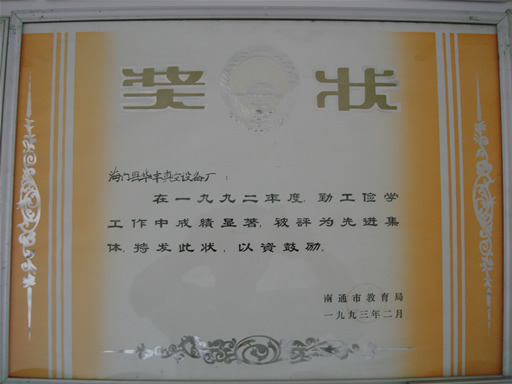 奖状
海门县华丰真空设备厂：
在一九九二年度，勤工俭学
工作中成绩显著，被评为先进集
体，特发此状，以资鼓励。
南通市教育局
一九九三年二月